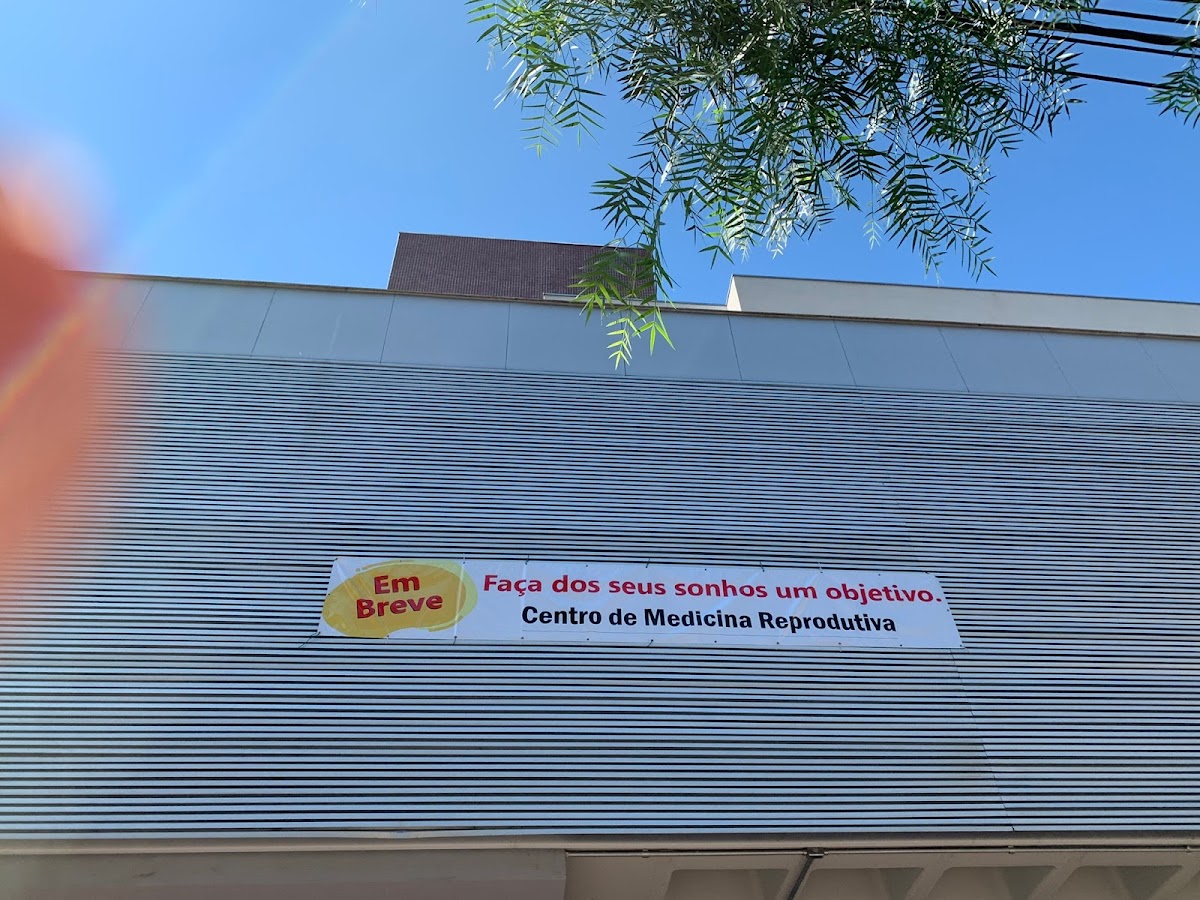 Em
Breve
Faça dos seus sonhos um objetivo.
Centro de Medicina Reprodutiva